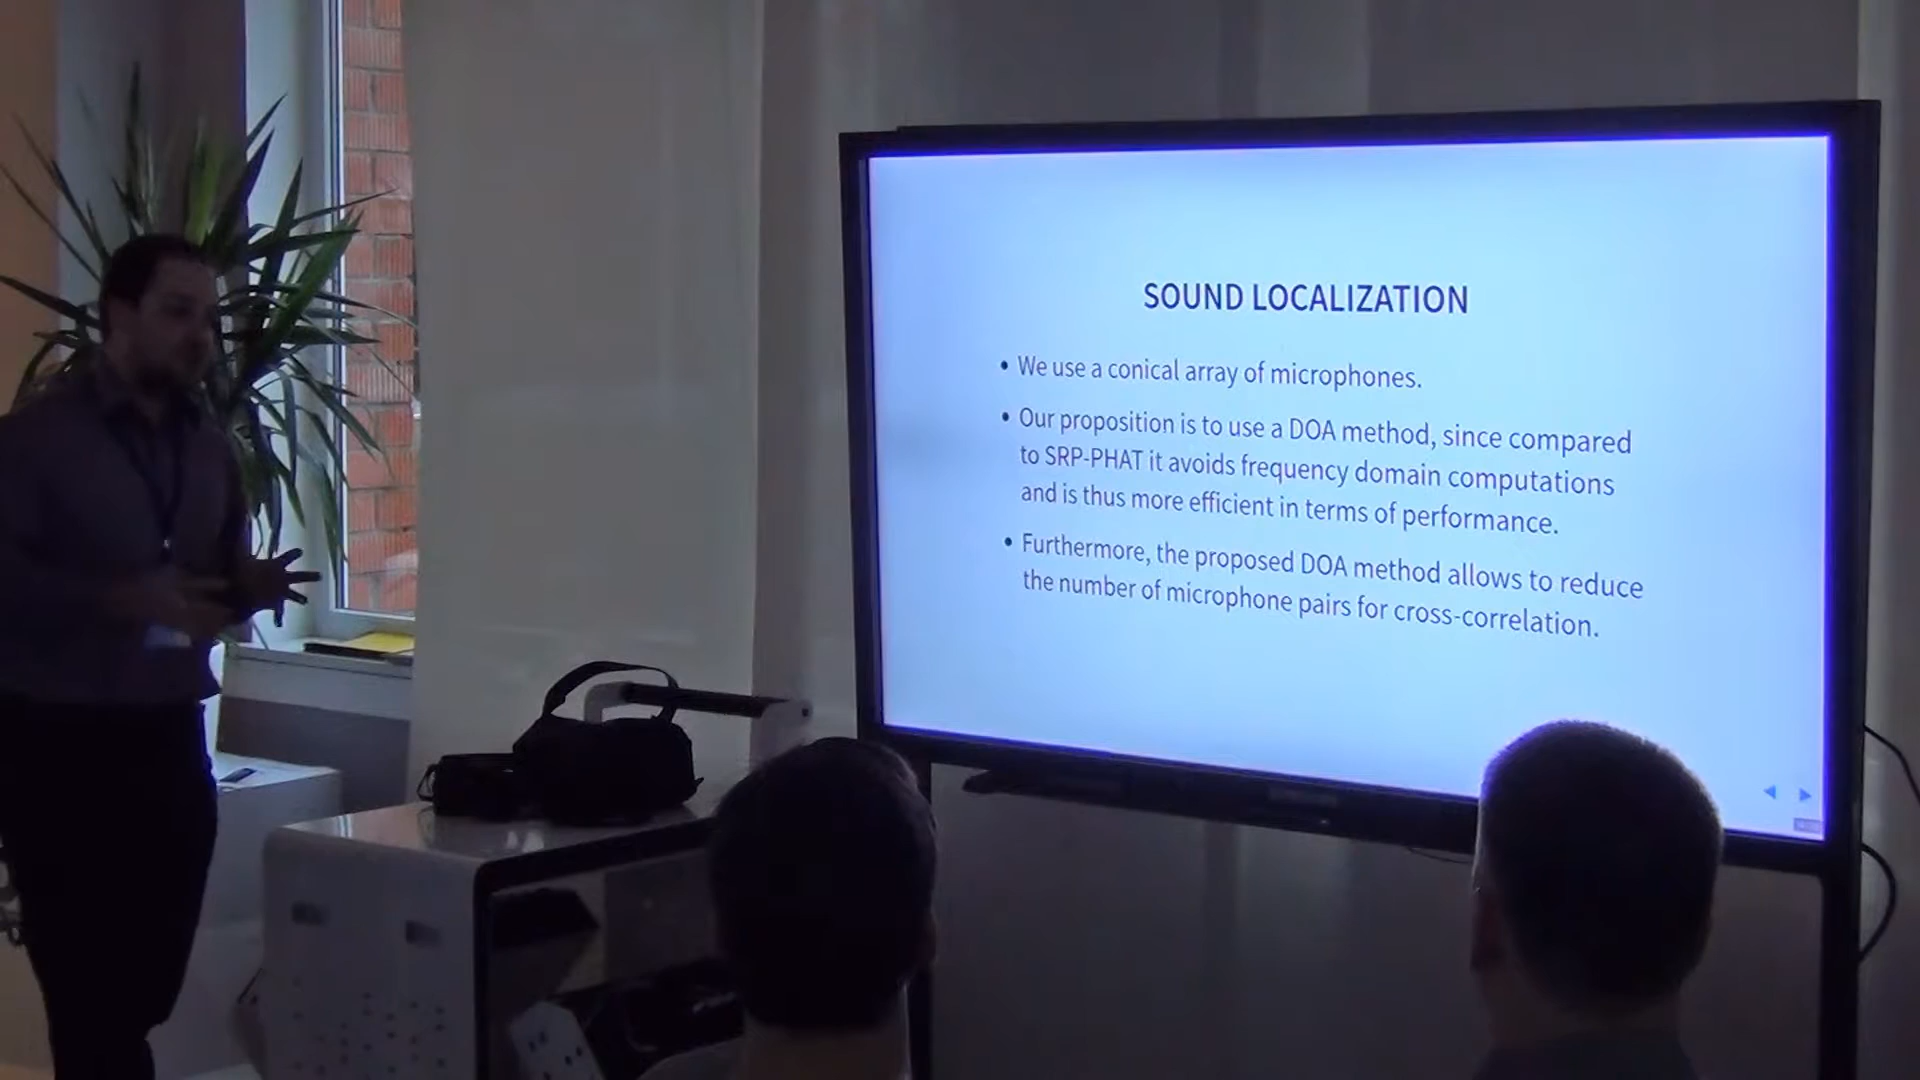 SOUND LOCALIZATION
• We use a conical array of microphones.
• Our proposition is to use a DOA method, since compared
to SRP-PHAT it avoids frequency domain computations
and is thus more efficient in terms of performance.
• Furthermore, the proposed DOA method allows to reduce
the number of microphone pairs for cross-correlation.